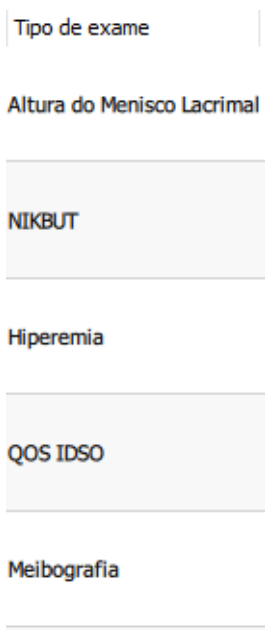 Tipo de exame
Altura do Menisco Lacrimal
NIKBUT
Hiperemia
QOS IDSO
Meibografia